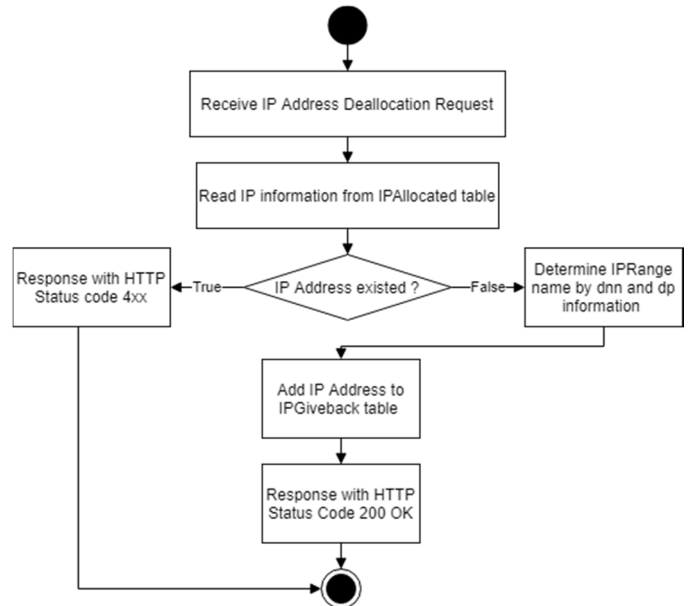 Receive IP Address Deallocation Request
Read IP information from IPAllocated table
Response with HTTP
Status code 4xx
True
IP Address existed ?
False
Determine IPRange
name by dnn and dp
information
Add IP Address to
IPGiveback table
Response with HTTP
Status Code 200 OK